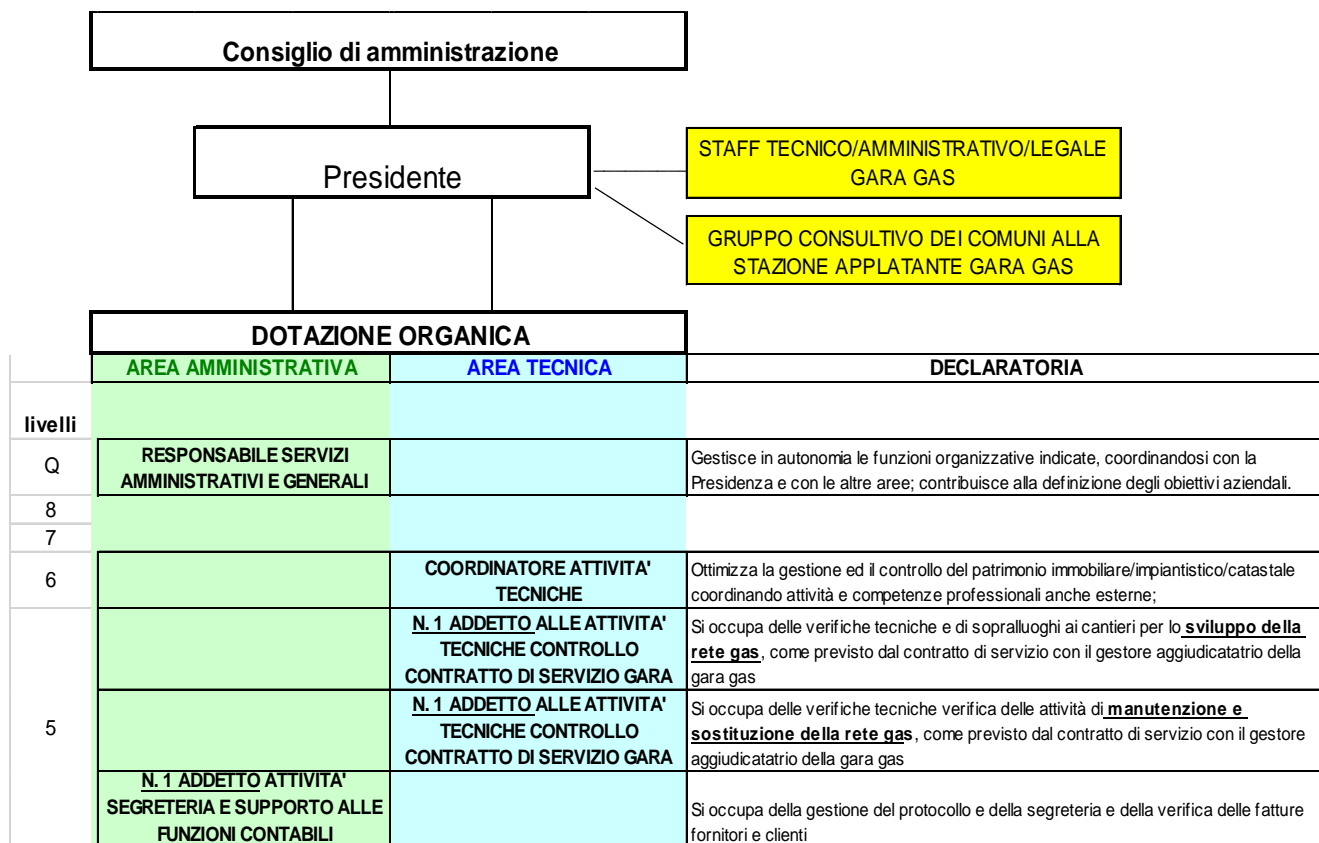 Consiglio di amministrazione
Presidente
STAFF TECNICO/AMMINISTRATIVO/LEGALE
GARA GAS
GRUPPO CONSULTIVO DEI COMUNI ALLA
STAZIONE APPLATANTE GARA GAS
DOTAZIONE ORGANICA
AREA AMMINISTRATIVA
AREA TECNICA
DECLARATORIA
livelli
Q
RESPONSABILE SERVIZI
AMMINISTRATIVI E GENERALI
Gestisce in autonomia le funzioni organizzative indicate, coordinandosi con la
Presidenza e con le altre aree; contribuisce alla definizione degli obiettivi aziendali.
8
7
6
COORDINATORE ATTIVITA'
TECNICHE
Ottimizza la gestione ed il controllo del patrimonio immobiliare/impiantistico/catastale
coordinando attività e competenze professionali anche esterne;
5
N. 1 ADDETTO ALLE ATTIVITA'
TECNICHE CONTROLLO
CONTRATTO DI SERVIZIO GARA
Si occupa delle verifiche tecniche e di sopralluoghi ai cantieri per lo sviluppo della
rete gas, come previsto dal contratto di servizio con il gestore aggiudicatatrio della
gara gas
N. 1 ADDETTO ALLE ATTIVITA'
TECNICHE CONTROLLO
CONTRATTO DI SERVIZIO GARA
Si occupa delle verifiche tecniche verifica delle attività di manutenzione e
sostituzione della rete gas, come previsto dal contratto di servizio con il gestore
aggiudicatatrio della gara gas
N. 1 ADDETTO ATTIVITA'
SEGRETERIA E SUPPORTO ALLE
FUNZIONI CONTABILI
Si occupa della gestione del protocollo e della segreteria e della verifica delle fatture
fornitori e clienti